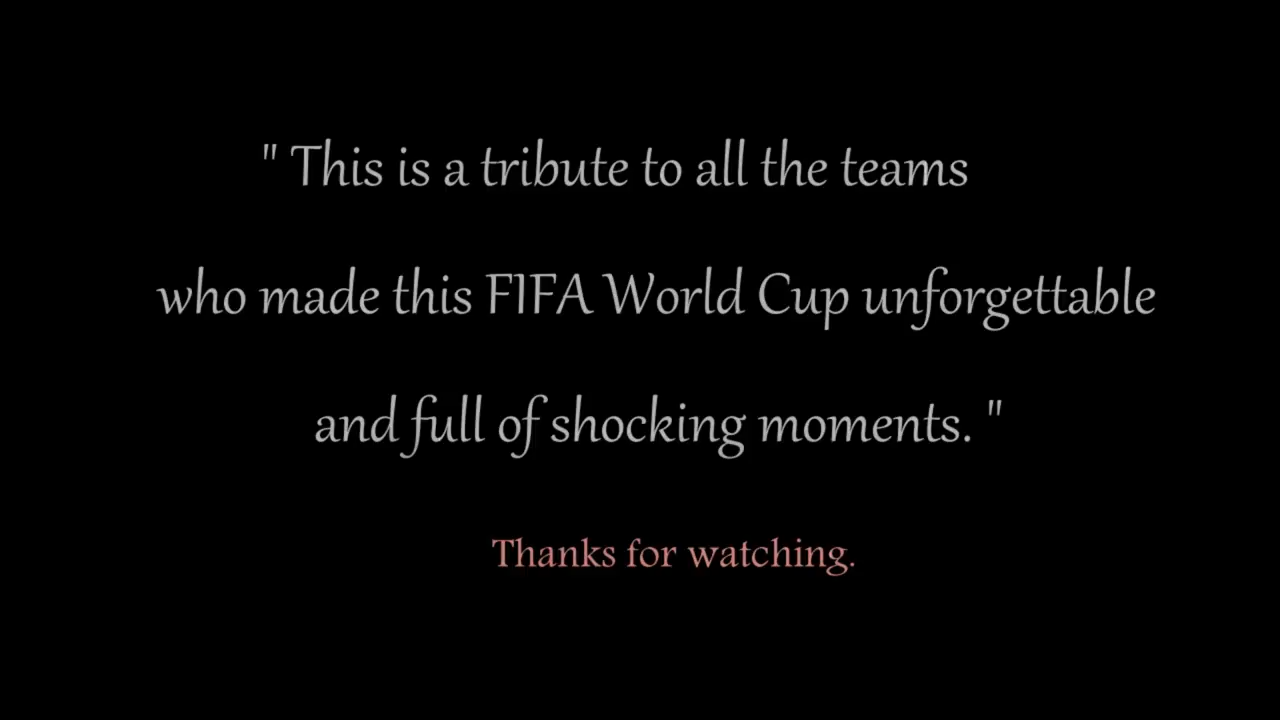 " This is a tribute to all the teams
who made this FIFA World Cup unforgettable
and full of shocking moments. "
Thanks for watching.